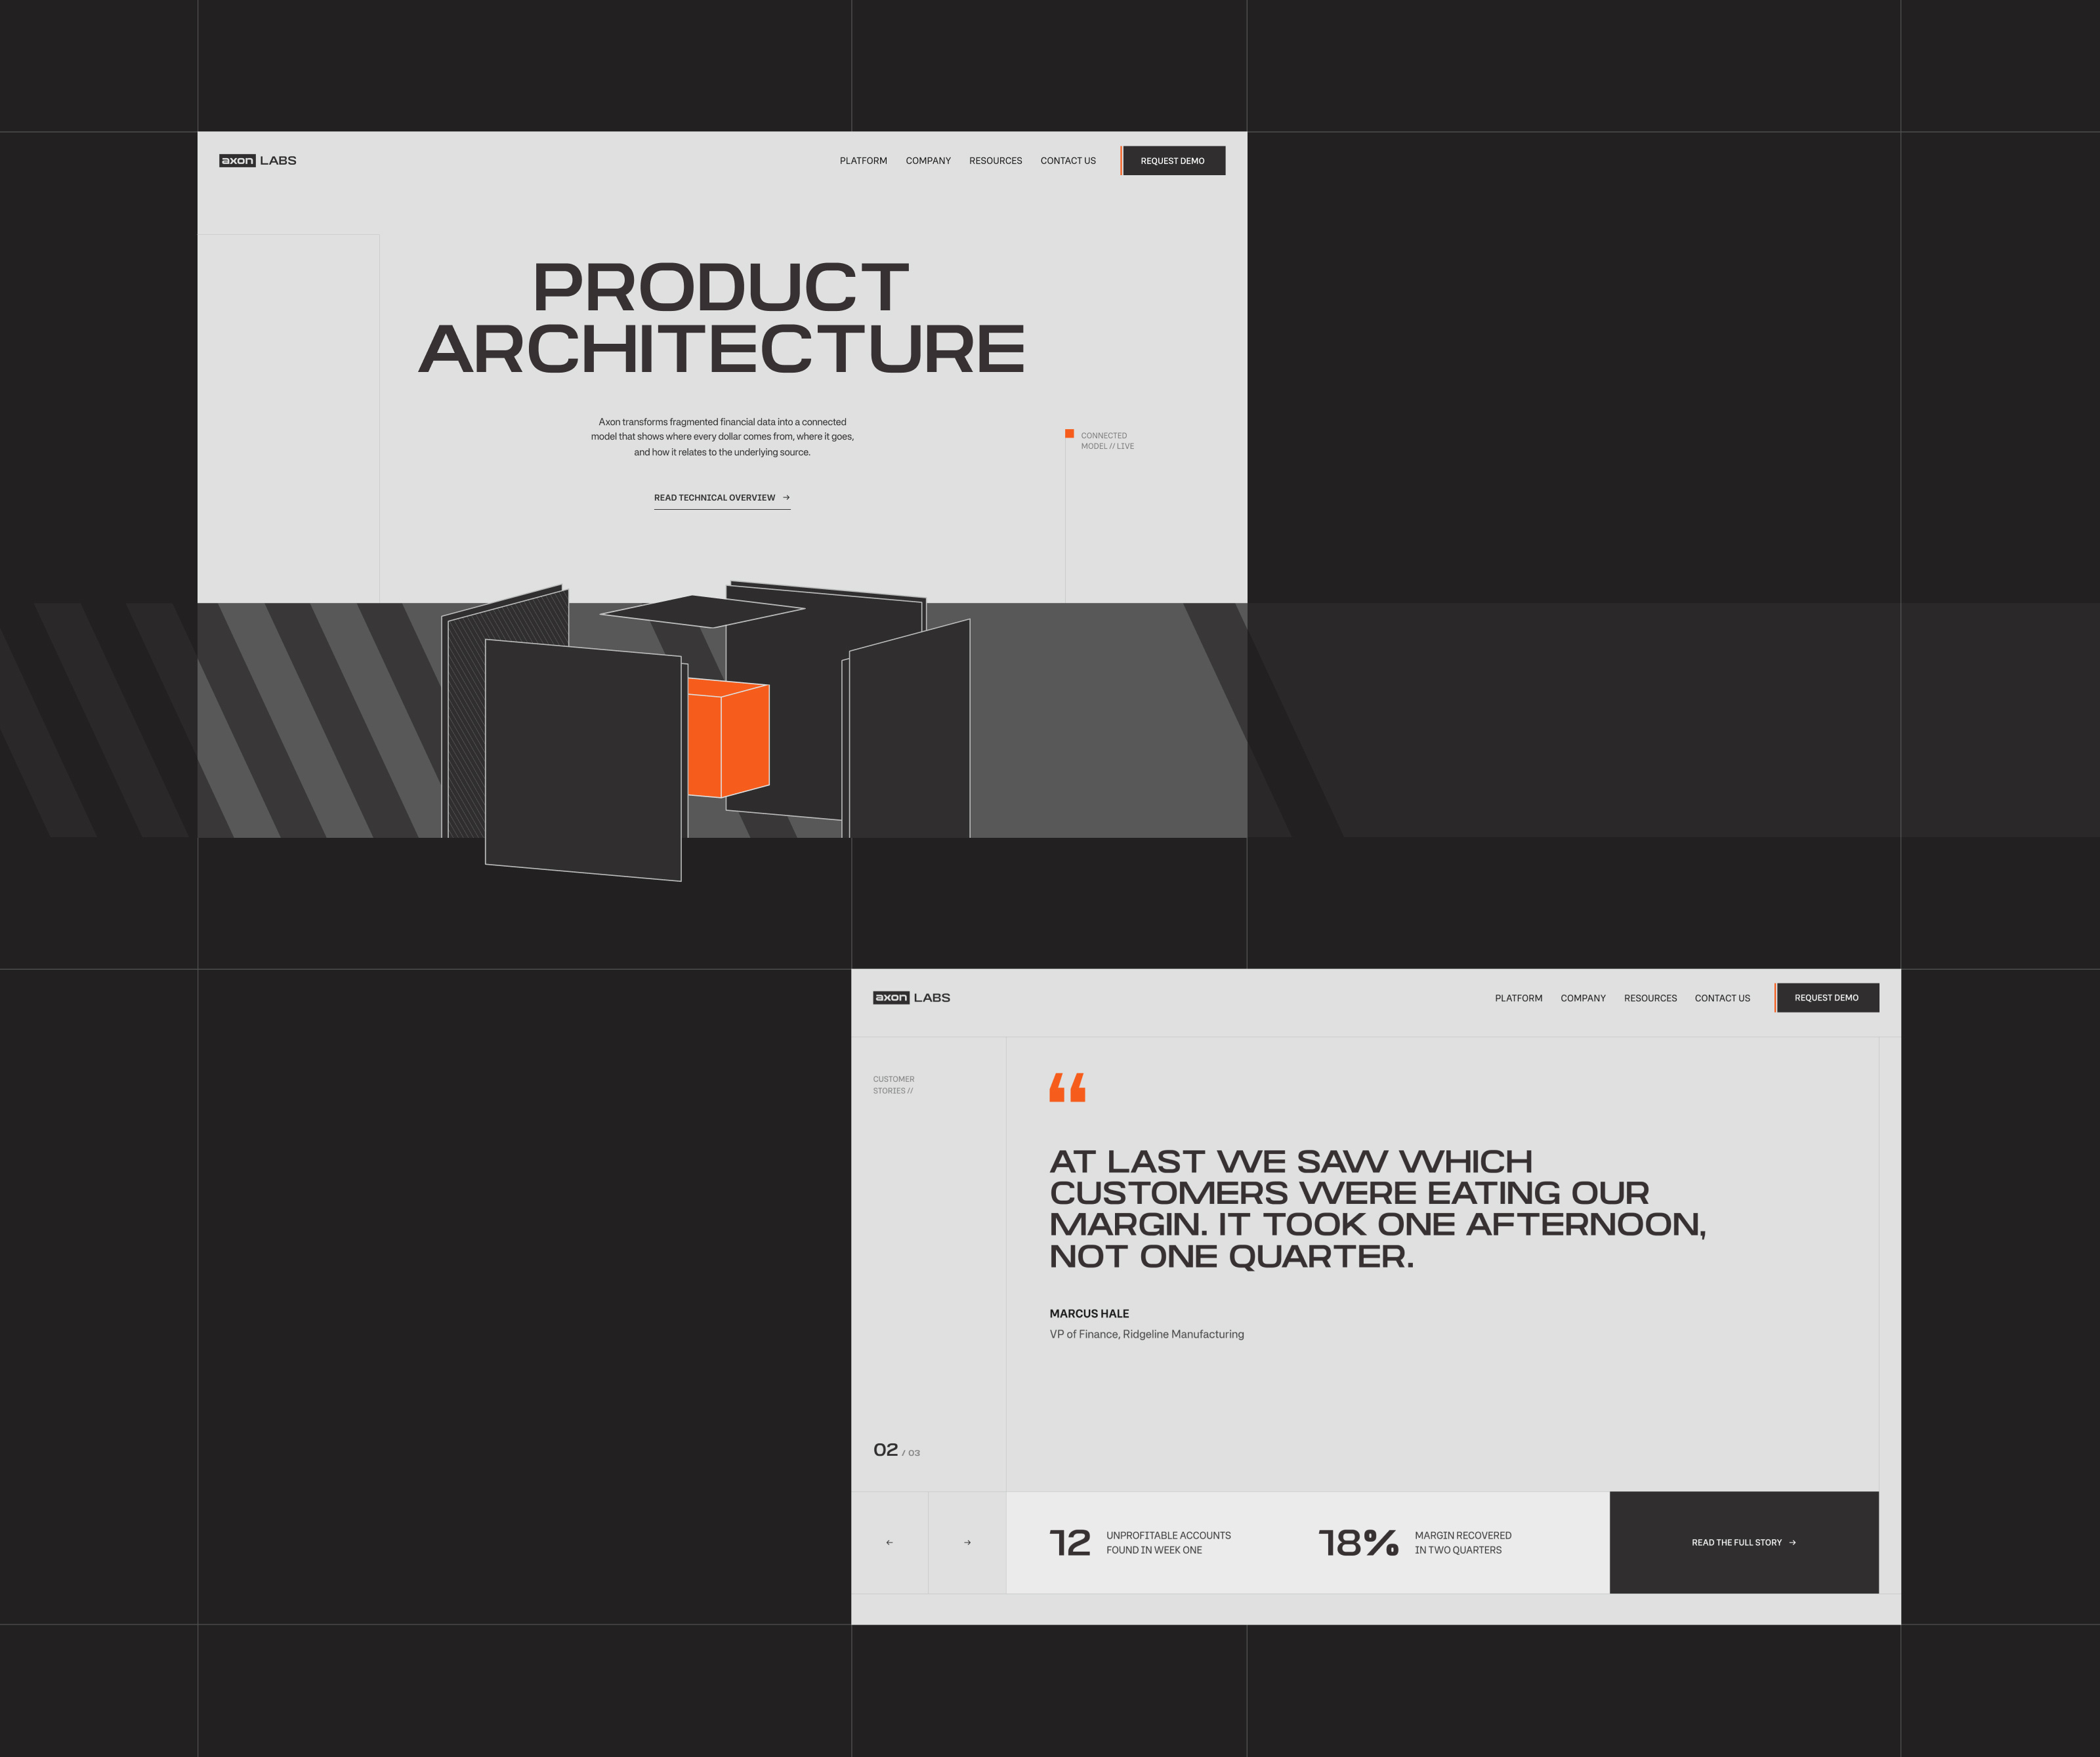 axon LABS
PLATFORM COMPANY RESOURCES CONTACT US REQUEST DEMO
PRODUCT
ARCHITECTURE
Axon transforms fragmented financial data into a connected
model that shows where every dollar comes from, where it goes,
and how it relates to the underlying source.
READ TECHNICAL OVERVIEW →
CONNECTED
MODEL // LIVE
axon LABS
PLATFORM COMPANY RESOURCES CONTACT US REQUEST DEMO
CUSTOMER
STORIES //
“
AT LAST WE SAW WHICH
CUSTOMERS WERE EATING OUR
MARGIN. IT TOOK ONE AFTERNOON,
NOT ONE QUARTER.
MARCUS HALE
VP of Finance, Ridgeline Manufacturing
02 / 03
← →
12 UNPROFITABLE ACCOUNTS
FOUND IN WEEK ONE
18% MARGIN RECOVERED
IN TWO QUARTERS
READ THE FULL STORY →